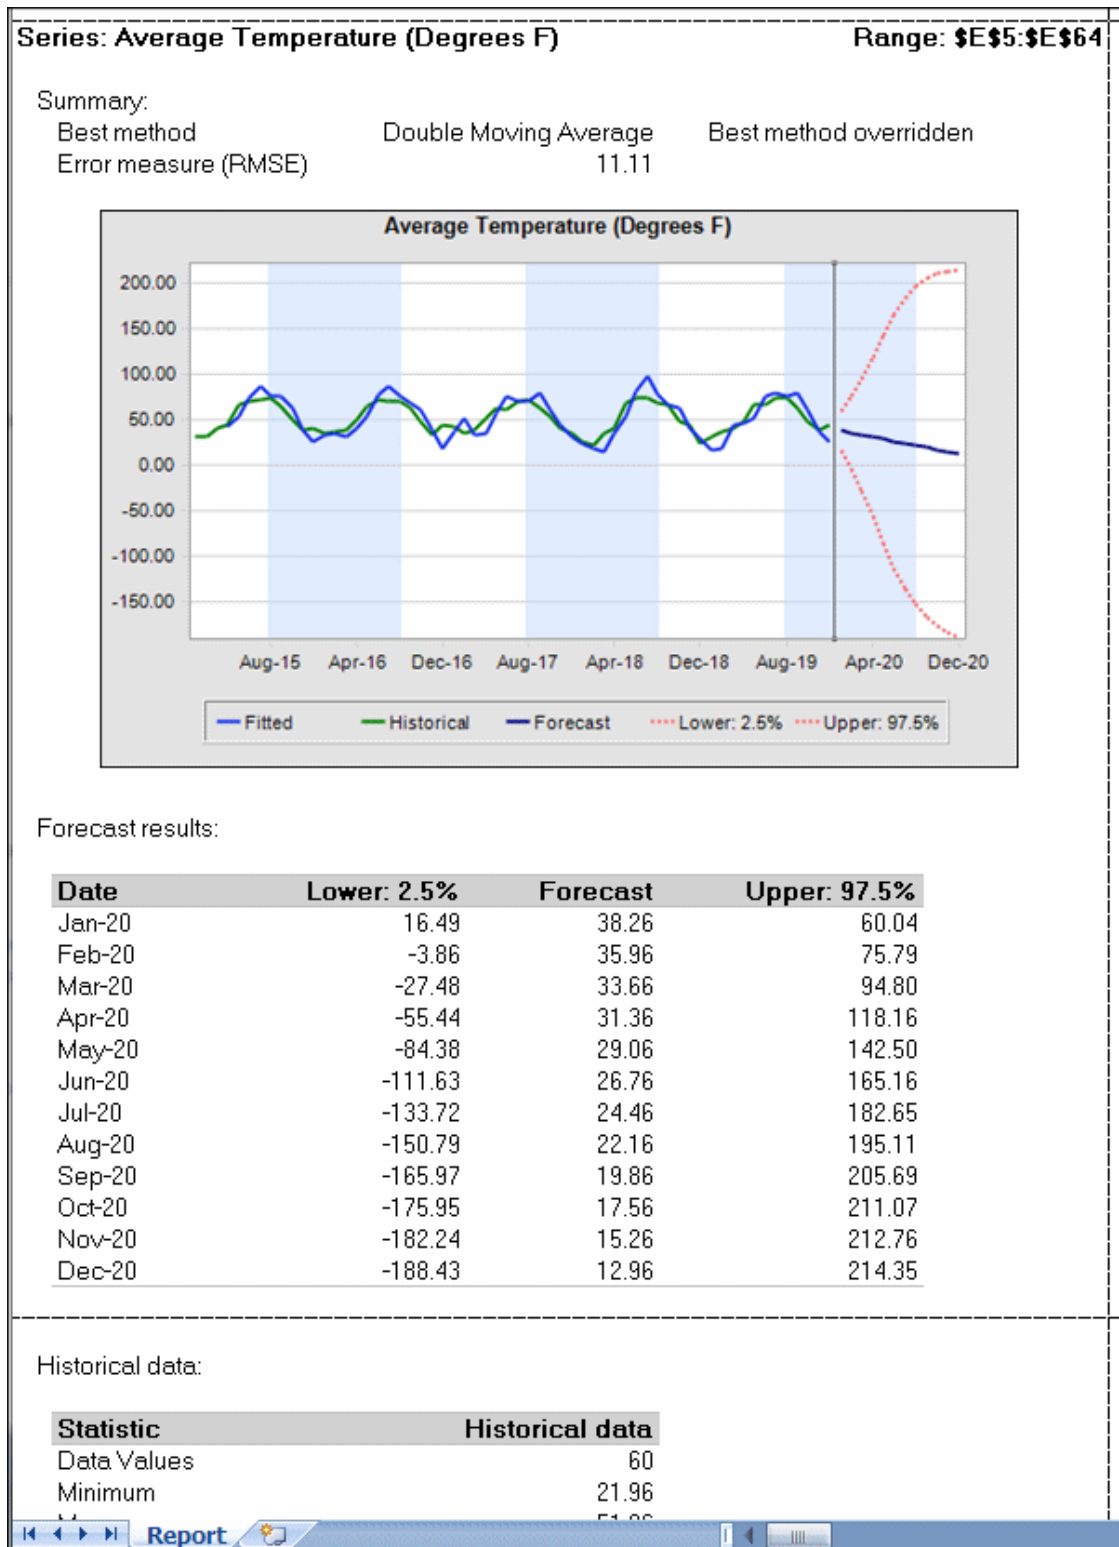 Series: Average Temperature (Degrees F) Range: $E$5:$E$64
Summary:
Best method Double Moving Average Best method overridden
Error measure (RMSE) 11.11
Average Temperature (Degrees F)
200.00
150.00
100.00
50.00
0.00
-50.00
-100.00
-150.00
Aug-15 Apr-16 Dec-16 Aug-17 Apr-18 Dec-18 Aug-19 Apr-20 Dec-20
Fitted Historical Forecast Lower: 2.5% Upper: 97.5%
Forecast results:
Date Lower: 2.5% Forecast Upper: 97.5%
Jan-20 16.49 38.26 60.04
Feb-20 -3.86 35.96 75.79
Mar-20 -27.48 33.66 94.80
Apr-20 -55.44 31.36 118.16
May-20 -84.38 29.06 142.50
Jun-20 -111.63 26.76 165.16
Jul-20 -133.72 24.46 182.65
Aug-20 -150.79 22.16 195.11
Sep-20 -165.97 19.86 205.69
Oct-20 -175.95 17.56 211.07
Nov-20 -182.24 15.26 212.76
Dec-20 -188.43 12.96 214.35
Historical data:
Statistic Historical data
Data Values 60
Minimum 21.96
Report